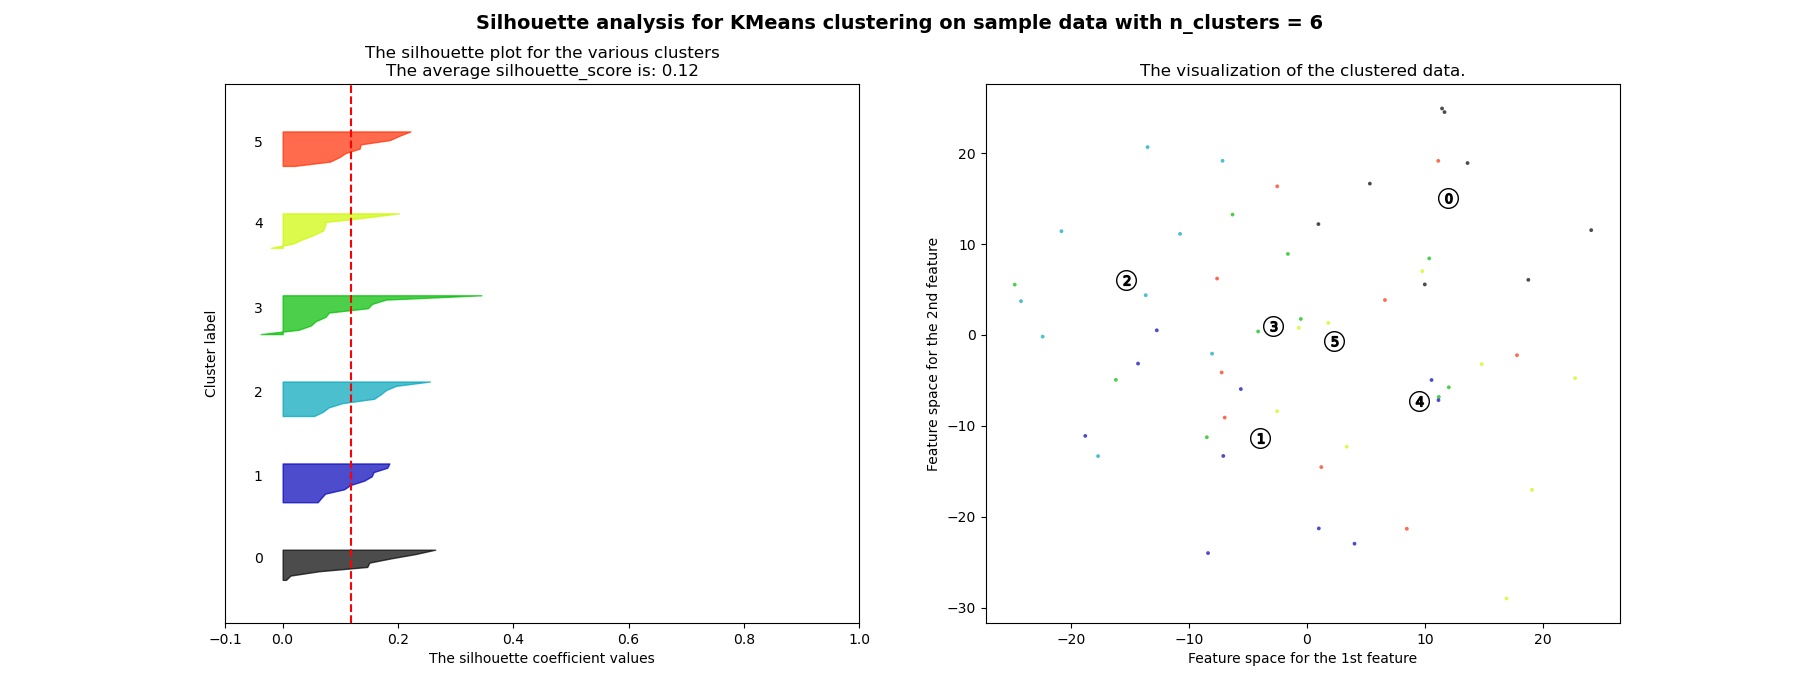 Silhouette analysis for KMeans clustering on sample data with n_clusters = 6
The silhouette plot for the various clusters
The average silhouette_score is: 0.12
5
4
3
2
1
0
Cluster label
−0.1 0.0 0.2 0.4 0.6 0.8 1.0
The silhouette coefficient values
The visualization of the clustered data.
20
10
0
−10
−20
−30
Feature space for the 2nd feature
0
2
3
5
4
1
−20 −10 0 10 20
Feature space for the 1st feature